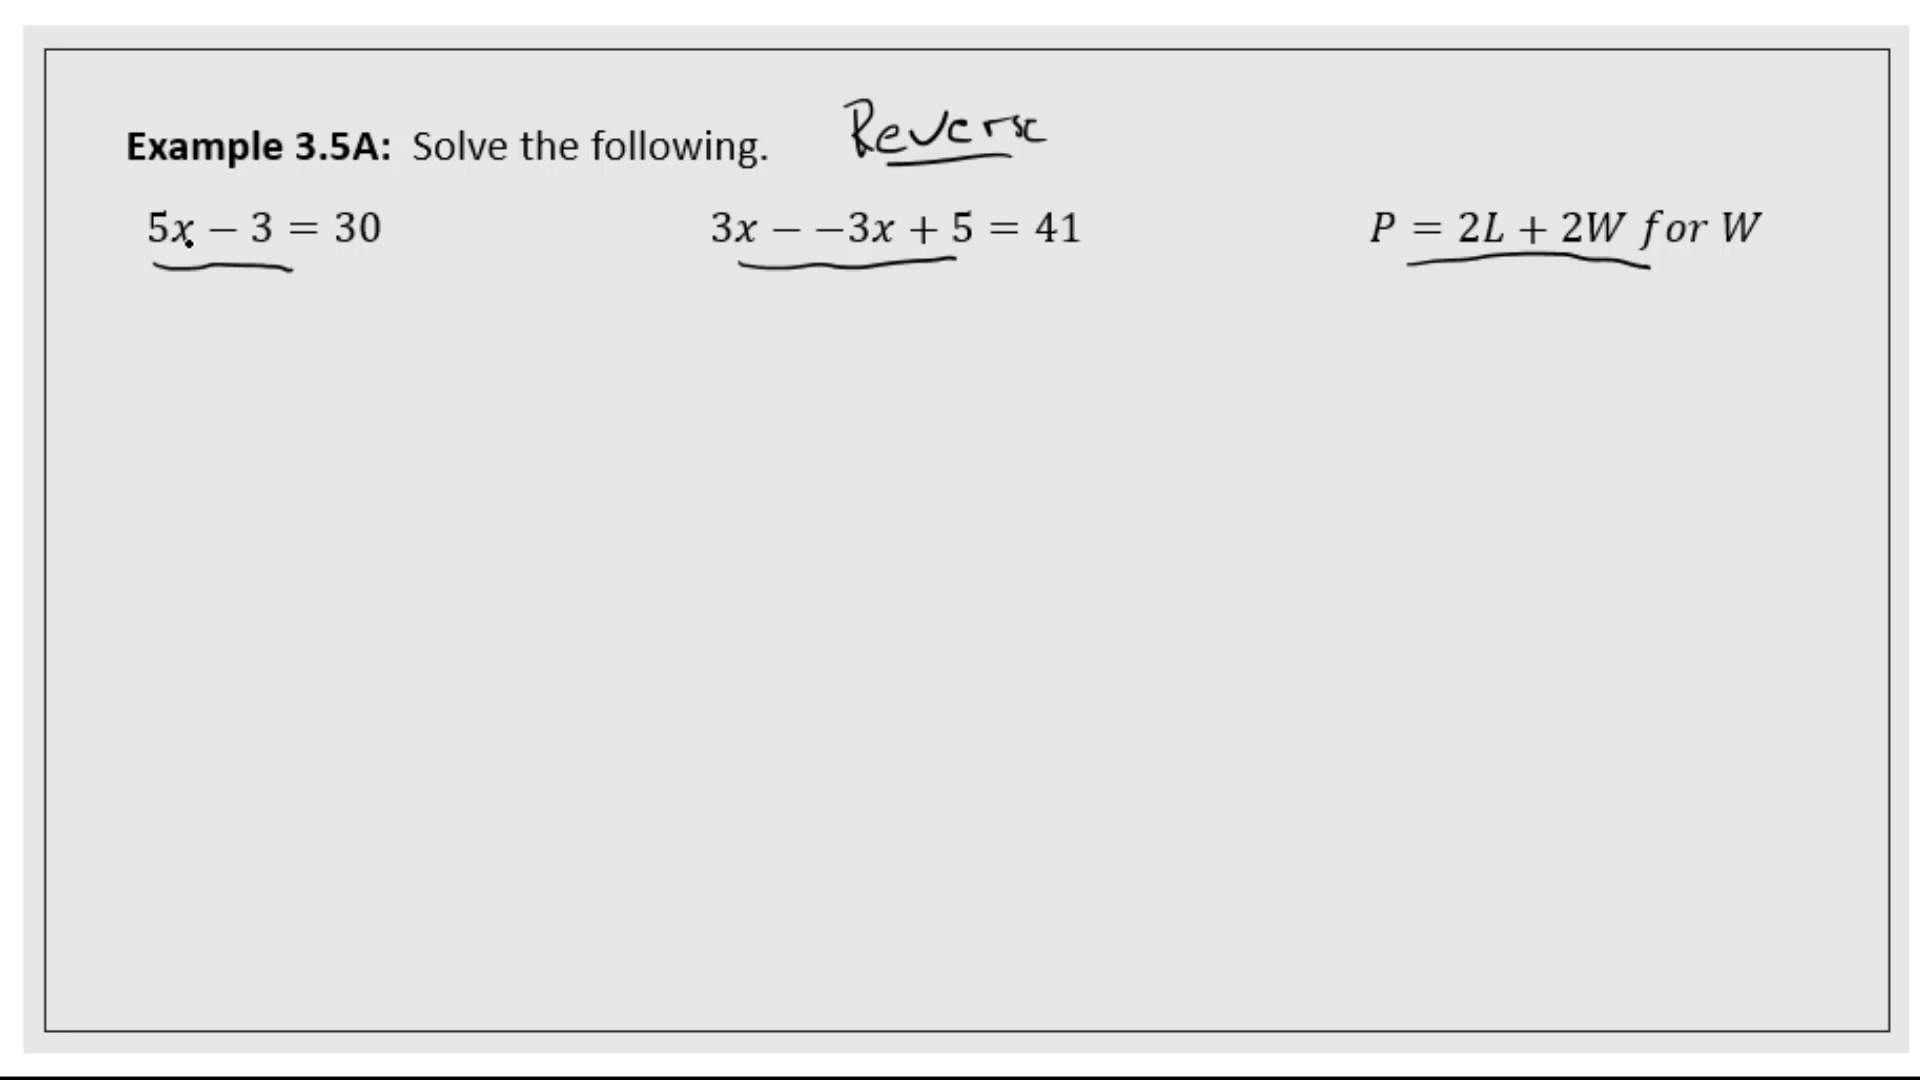 Example 3.5A: Solve the following. Reverse
5x − 3 = 30 3x − −3x + 5 = 41 P = 2L + 2W for W